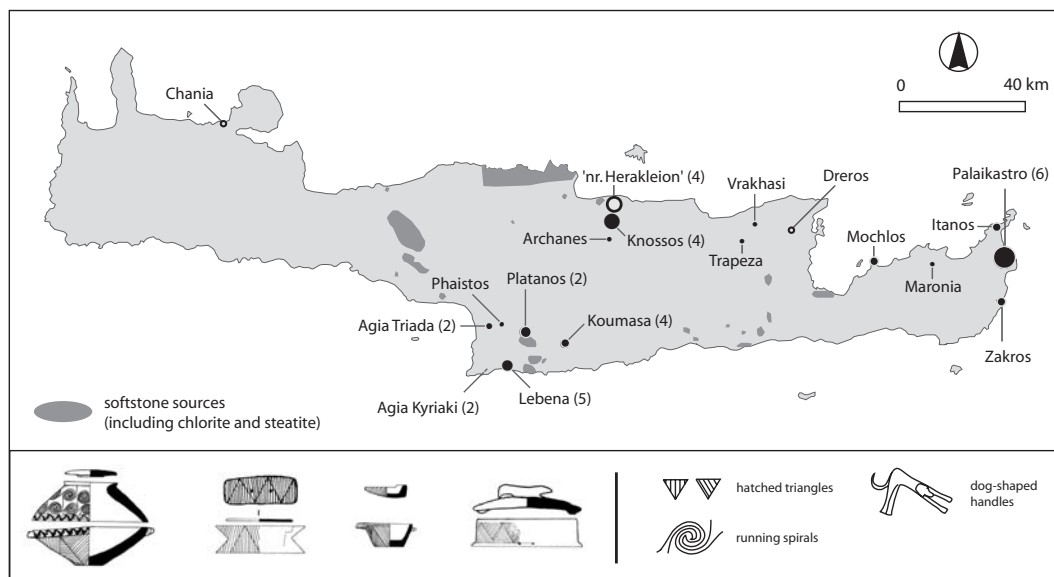 Chania
0 40 km
'nr. Herakleion' (4)
Vrakhasi
Dreros
Palaikastro (6)
Itanos
Archanes
Knossos (4)
Trapeza
Mochlos
Maronia
Phaistos
Platanos (2)
Agia Triada (2)
Koumasa (4)
Zakros
Agia Kyriaki (2)
Lebena (5)
softstone sources
(including chlorite and steatite)
hatched triangles
running spirals
dog-shaped
handles